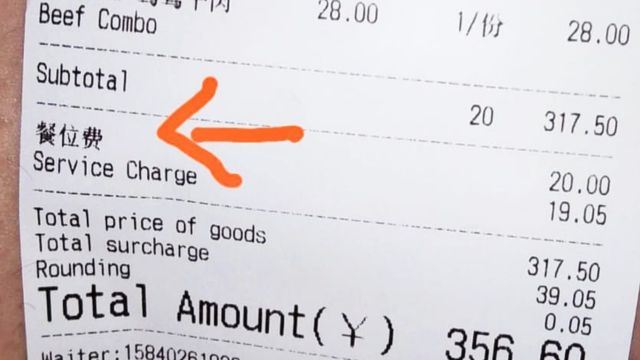 28.00 1/份 28.00
Beef Combo
Subtotal 20 317.50
餐位费 20.00
Service Charge 19.05
Total price of goods 317.50
Total surcharge 39.05
Rounding 0.05
Total Amount(¥) 356.60